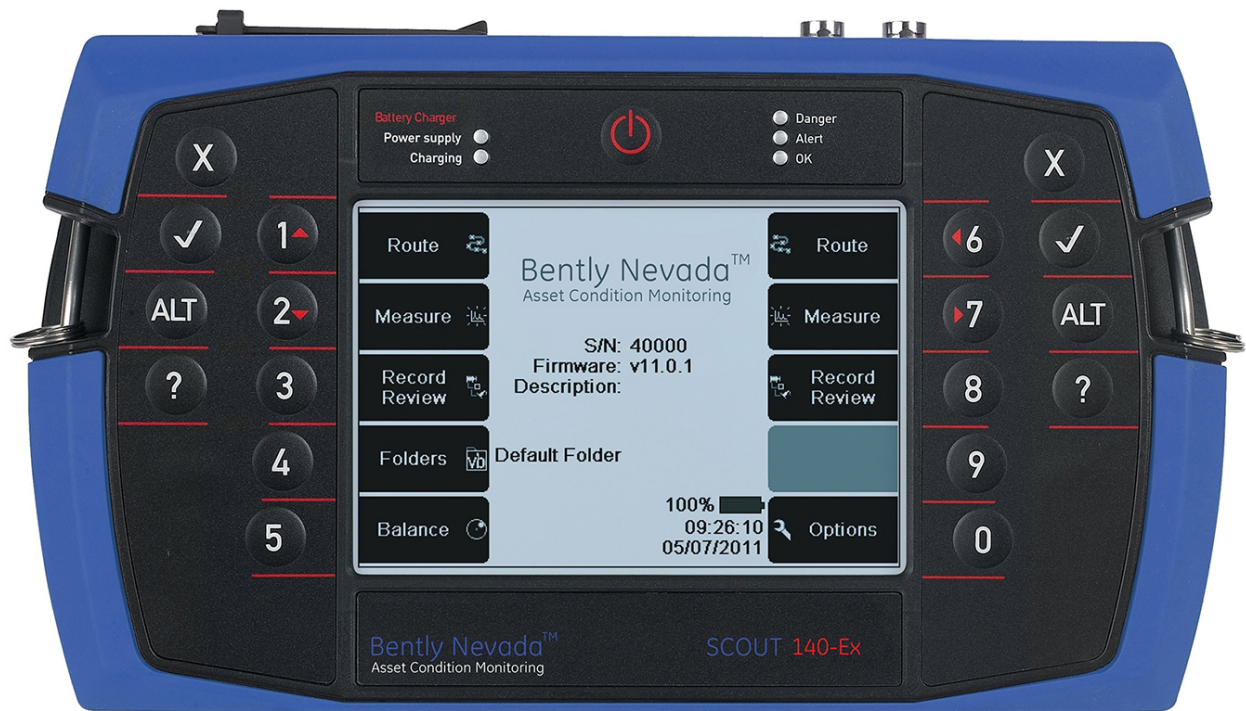 Battery Charger
Power supply
Charging
Danger
Alert
OK
X
X
✓
1
6
✓
ALT
2
7
ALT
?
3
8
?
4
9
5
0
Route
Route
Bently Nevada™
Asset Condition Monitoring
Measure
Measure
S/N: 40000
Firmware: v11.0.1
Description:
Record
Review
Record
Review
Folders
vb
Default Folder
100%
Balance
09:26:10
05/07/2011
Options
Bently Nevada™
Asset Condition Monitoring
SCOUT 140-Ex